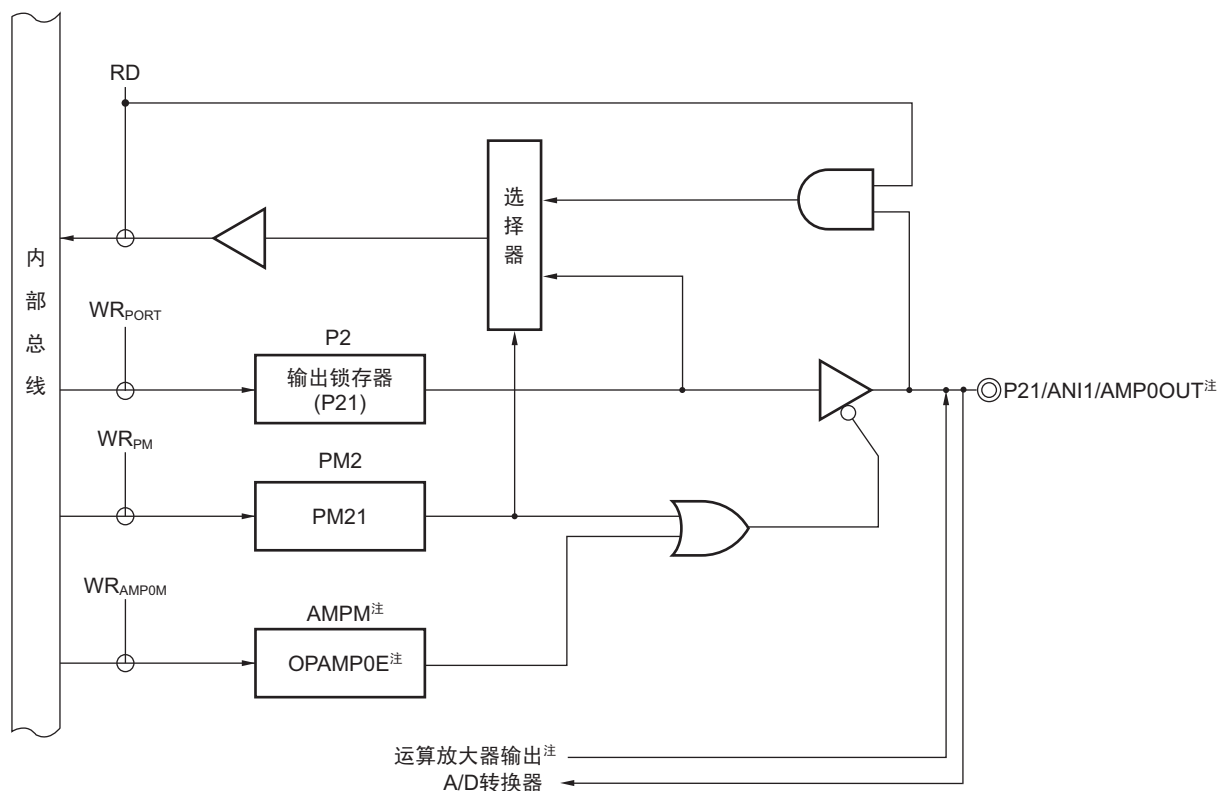 RD
选择器
内部总线
WRPORT
P2
输出锁存器
(P21)
P21/ANI1/AMP0OUT注
WRPM
PM2
PM21
WRAMP0M
AMPM注
OPAMP0E注
运算放大器输出注
A/D转换器